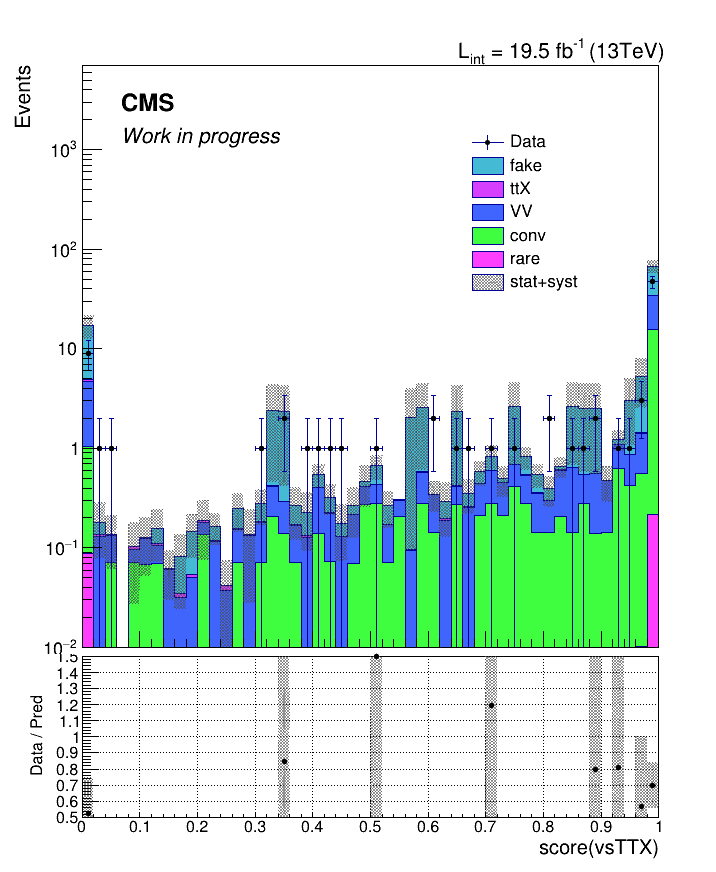 L_int = 19.5 fb^-1 (13TeV)
Events
CMS
Work in progress
Data
fake
ttX
VV
conv
rare
stat+syst
10^3
10^2
10
1
10^-1
10^-2
Data / Pred
1.5
1.4
1.3
1.2
1.1
1
0.9
0.8
0.7
0.6
0.5
0 0.1 0.2 0.3 0.4 0.5 0.6 0.7 0.8 0.9 1
score(vsTTX)